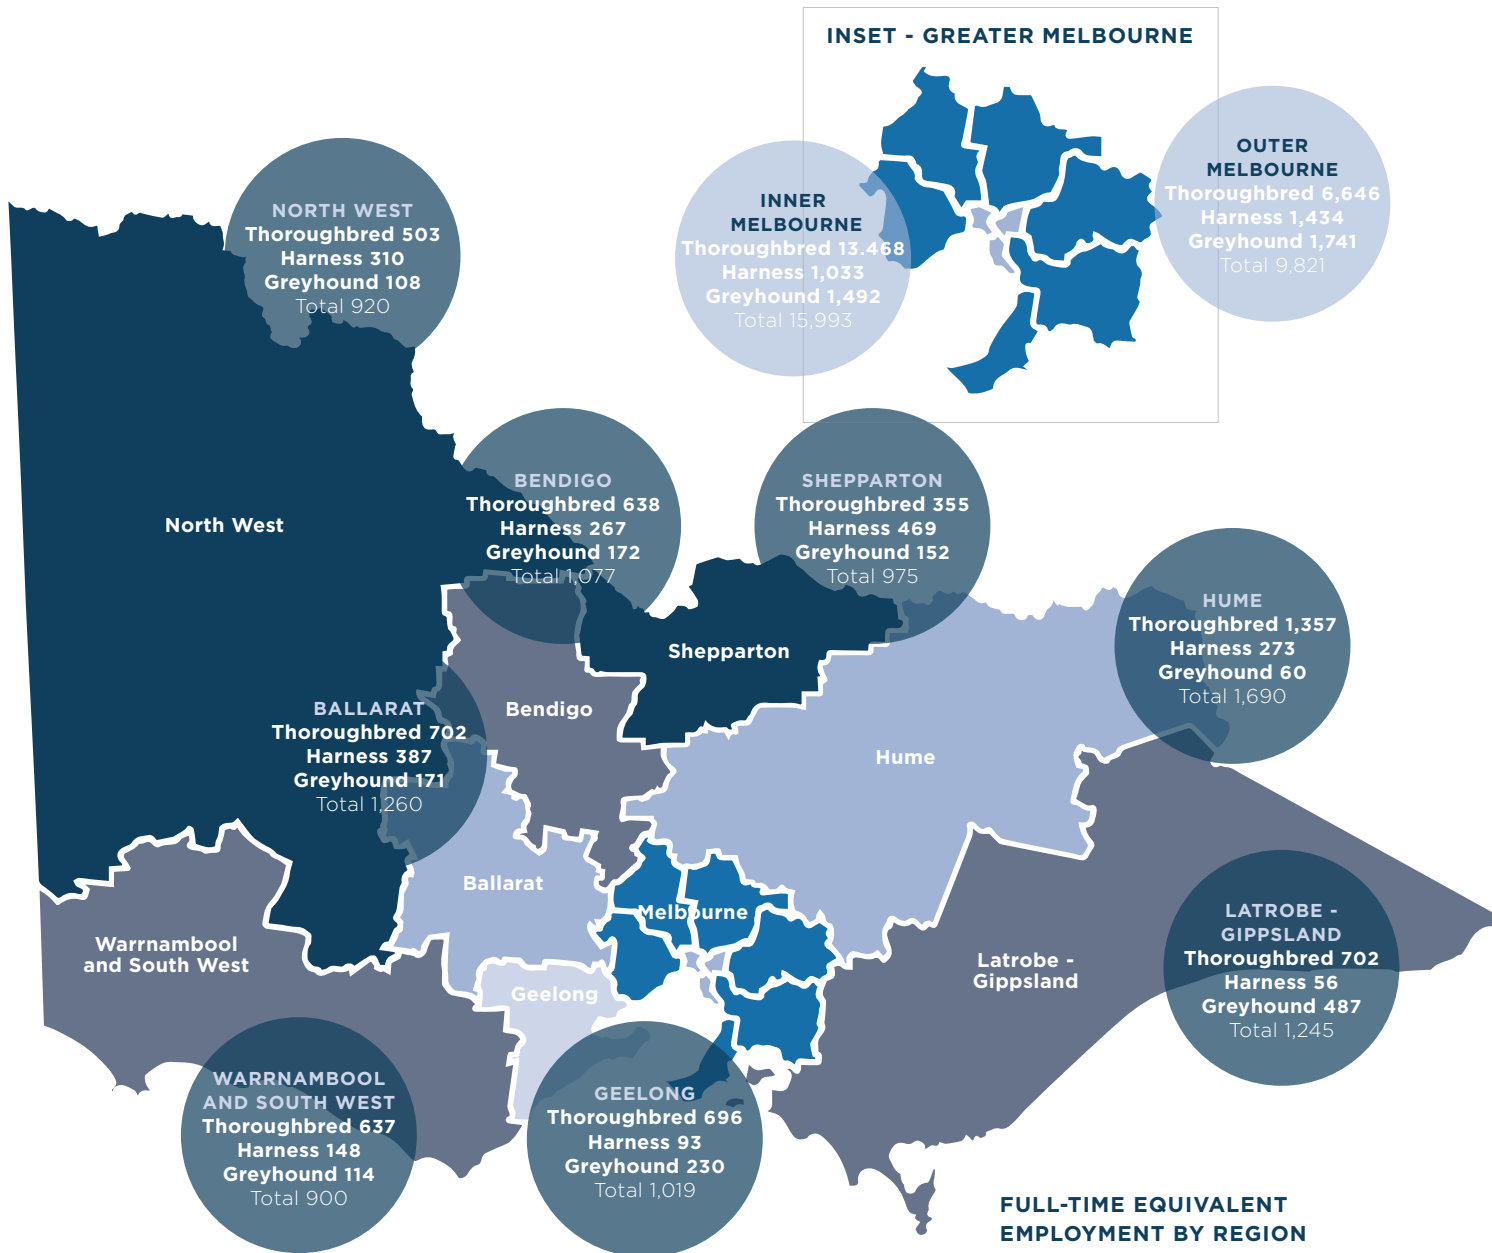 INSET - GREATER MELBOURNE
OUTER
MELBOURNE
Thoroughbred 6,646
Harness 1,434
Greyhound 1,741
Total 9,821
INNER
MELBOURNE
Thoroughbred 13.468
Harness 1,033
Greyhound 1,492
Total 15,993
NORTH WEST
Thoroughbred 503
Harness 310
Greyhound 108
Total 920
BENDIGO
Thoroughbred 638
Harness 267
Greyhound 172
Total 1,077
SHEPPARTON
Thoroughbred 355
Harness 469
Greyhound 152
Total 975
North West
HUME
Thoroughbred 1,357
Harness 273
Greyhound 60
Total 1,690
Shepparton
BALLARAT
Thoroughbred 702
Harness 387
Greyhound 171
Total 1,260
Bendigo
Hume
Ballarat
Melbourne
Warrnambool
and South West
Latrobe -
Gippsland
LATROBE -
GIPPSLAND
Thoroughbred 702
Harness 56
Greyhound 487
Total 1,245
Geelong
WARRNAMBOOL
AND SOUTH WEST
Thoroughbred 637
Harness 148
Greyhound 114
Total 900
GEELONG
Thoroughbred 696
Harness 93
Greyhound 230
Total 1,019
FULL-TIME EQUIVALENT
EMPLOYMENT BY REGION